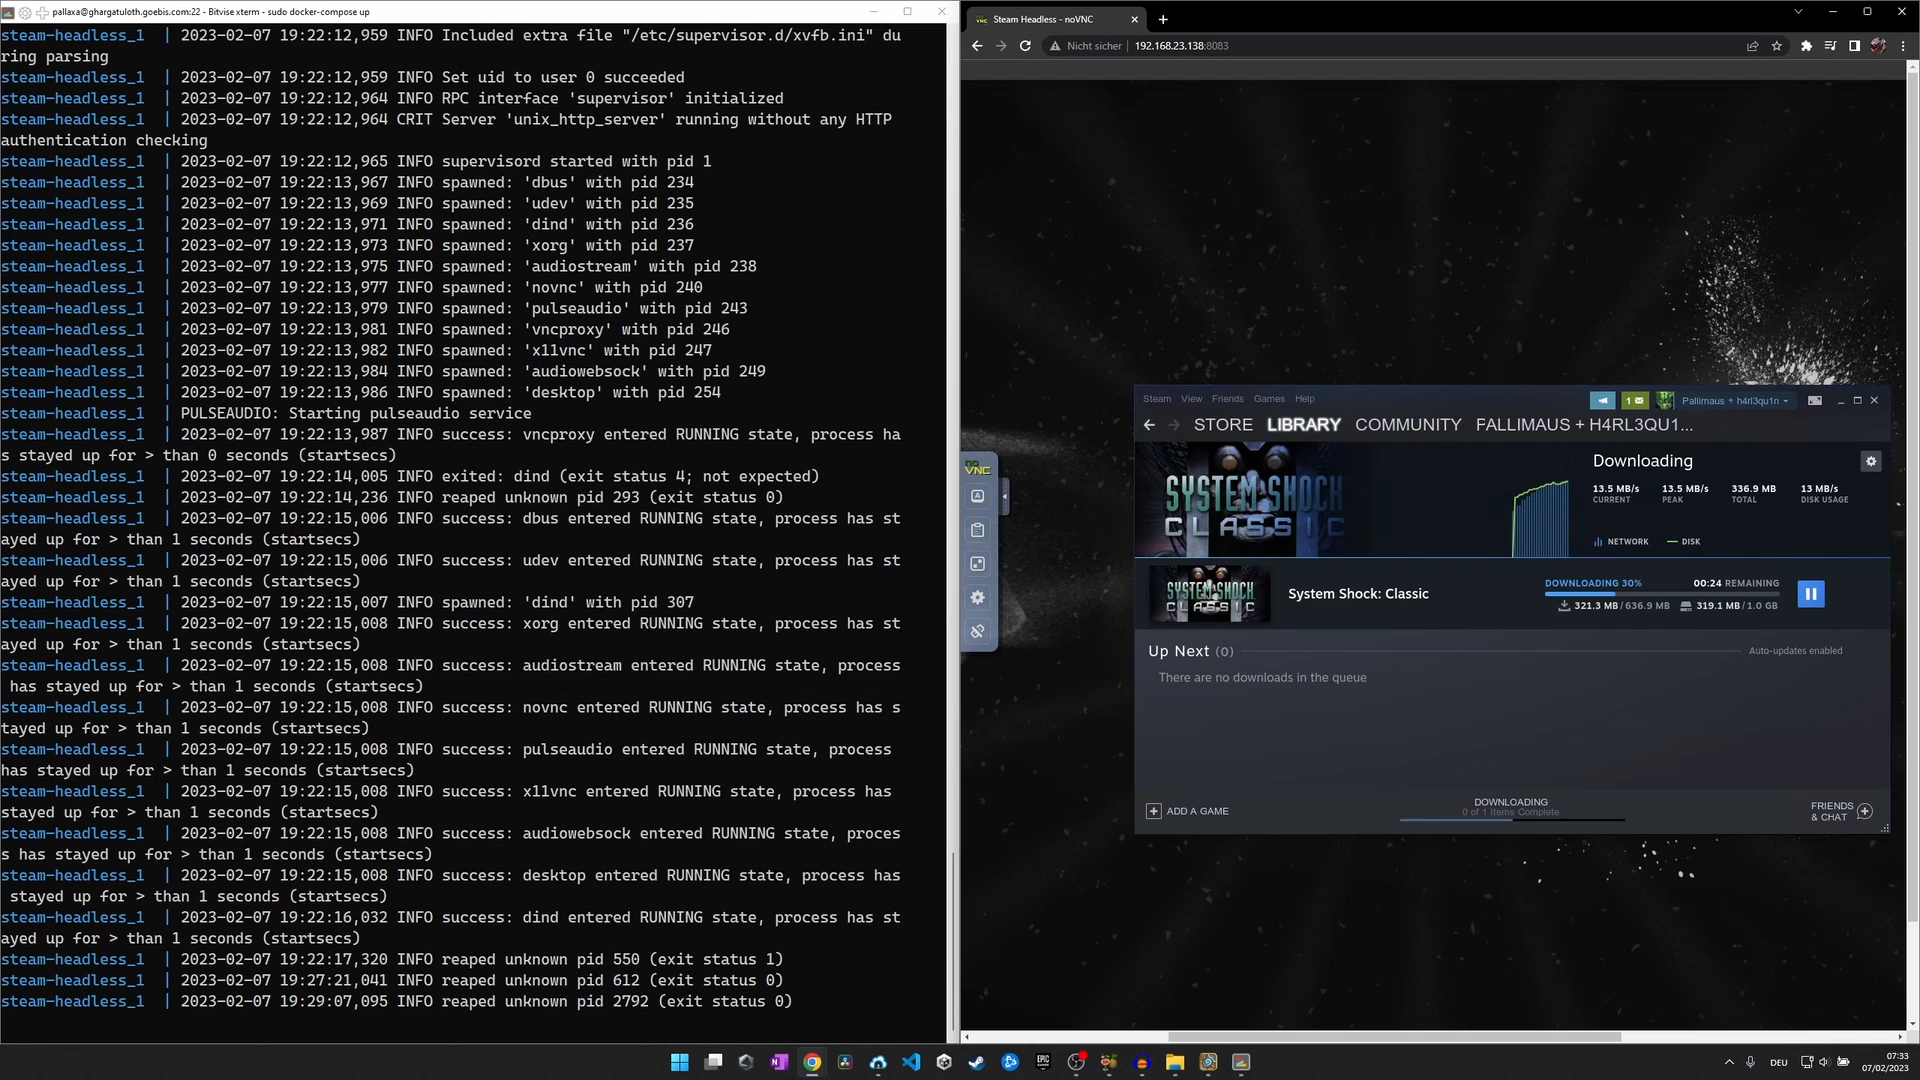 pallaxa@ghargatuloth.goebis.com:22 - Bitvise xterm - sudo docker-compose up
steam-headless_1  | 2023-02-07 19:22:12,959 INFO Included extra file "/etc/supervisor.d/xvfb.ini" du
ring parsing
steam-headless_1  | 2023-02-07 19:22:12,959 INFO Set uid to user 0 succeeded
steam-headless_1  | 2023-02-07 19:22:12,964 INFO RPC interface 'supervisor' initialized
steam-headless_1  | 2023-02-07 19:22:12,964 CRIT Server 'unix_http_server' running without any HTTP
authentication checking
steam-headless_1  | 2023-02-07 19:22:12,965 INFO supervisord started with pid 1
steam-headless_1  | 2023-02-07 19:22:13,967 INFO spawned: 'dbus' with pid 234
steam-headless_1  | 2023-02-07 19:22:13,969 INFO spawned: 'udev' with pid 235
steam-headless_1  | 2023-02-07 19:22:13,971 INFO spawned: 'dind' with pid 236
steam-headless_1  | 2023-02-07 19:22:13,973 INFO spawned: 'xorg' with pid 237
steam-headless_1  | 2023-02-07 19:22:13,975 INFO spawned: 'audiostream' with pid 238
steam-headless_1  | 2023-02-07 19:22:13,977 INFO spawned: 'novnc' with pid 240
steam-headless_1  | 2023-02-07 19:22:13,979 INFO spawned: 'pulseaudio' with pid 243
steam-headless_1  | 2023-02-07 19:22:13,981 INFO spawned: 'vncproxy' with pid 246
steam-headless_1  | 2023-02-07 19:22:13,982 INFO spawned: 'x11vnc' with pid 247
steam-headless_1  | 2023-02-07 19:22:13,984 INFO spawned: 'audiowebsock' with pid 249
steam-headless_1  | 2023-02-07 19:22:13,986 INFO spawned: 'desktop' with pid 254
steam-headless_1  | PULSEAUDIO: Starting pulseaudio service
steam-headless_1  | 2023-02-07 19:22:13,987 INFO success: vncproxy entered RUNNING state, process ha
s stayed up for > than 0 seconds (startsecs)
steam-headless_1  | 2023-02-07 19:22:14,005 INFO exited: dind (exit status 4; not expected)
steam-headless_1  | 2023-02-07 19:22:14,236 INFO reaped unknown pid 293 (exit status 0)
steam-headless_1  | 2023-02-07 19:22:15,006 INFO success: dbus entered RUNNING state, process has st
ayed up for > than 1 seconds (startsecs)
steam-headless_1  | 2023-02-07 19:22:15,006 INFO success: udev entered RUNNING state, process has st
ayed up for > than 1 seconds (startsecs)
steam-headless_1  | 2023-02-07 19:22:15,007 INFO spawned: 'dind' with pid 307
steam-headless_1  | 2023-02-07 19:22:15,008 INFO success: xorg entered RUNNING state, process has st
ayed up for > than 1 seconds (startsecs)
steam-headless_1  | 2023-02-07 19:22:15,008 INFO success: audiostream entered RUNNING state, process
 has stayed up for > than 1 seconds (startsecs)
steam-headless_1  | 2023-02-07 19:22:15,008 INFO success: novnc entered RUNNING state, process has s
tayed up for > than 1 seconds (startsecs)
steam-headless_1  | 2023-02-07 19:22:15,008 INFO success: pulseaudio entered RUNNING state, process
has stayed up for > than 1 seconds (startsecs)
steam-headless_1  | 2023-02-07 19:22:15,008 INFO success: x11vnc entered RUNNING state, process has
stayed up for > than 1 seconds (startsecs)
steam-headless_1  | 2023-02-07 19:22:15,008 INFO success: audiowebsock entered RUNNING state, proces
s has stayed up for > than 1 seconds (startsecs)
steam-headless_1  | 2023-02-07 19:22:15,008 INFO success: desktop entered RUNNING state, process has
 stayed up for > than 1 seconds (startsecs)
steam-headless_1  | 2023-02-07 19:22:16,032 INFO success: dind entered RUNNING state, process has st
ayed up for > than 1 seconds (startsecs)
steam-headless_1  | 2023-02-07 19:22:17,320 INFO reaped unknown pid 550 (exit status 1)
steam-headless_1  | 2023-02-07 19:27:21,041 INFO reaped unknown pid 612 (exit status 0)
steam-headless_1  | 2023-02-07 19:29:07,095 INFO reaped unknown pid 2792 (exit status 0)
Steam Headless - noVNC
Nicht sicher | 192.168.23.138:8083
VNC
Steam View Friends Games Help
1
Pallimaus + h4rl3qu1n
STORE LIBRARY COMMUNITY FALLIMAUS + H4RL3QU1...
SYSTEM SHOCK
CLASSIC
Downloading
13.5 MB/s 13.5 MB/s 336.9 MB 13 MB/s
CURRENT PEAK TOTAL DISK USAGE
NETWORK DISK
SYSTEM SHOCK
CLASSIC
System Shock: Classic
DOWNLOADING 30% 00:24 REMAINING
321.3 MB / 636.9 MB 319.1 MB / 1.0 GB
Up Next (0) Auto-updates enabled
There are no downloads in the queue
ADD A GAME
DOWNLOADING
0 of 1 Items Complete
FRIENDS
& CHAT
EPIC
DEU
07:33
07/02/2023